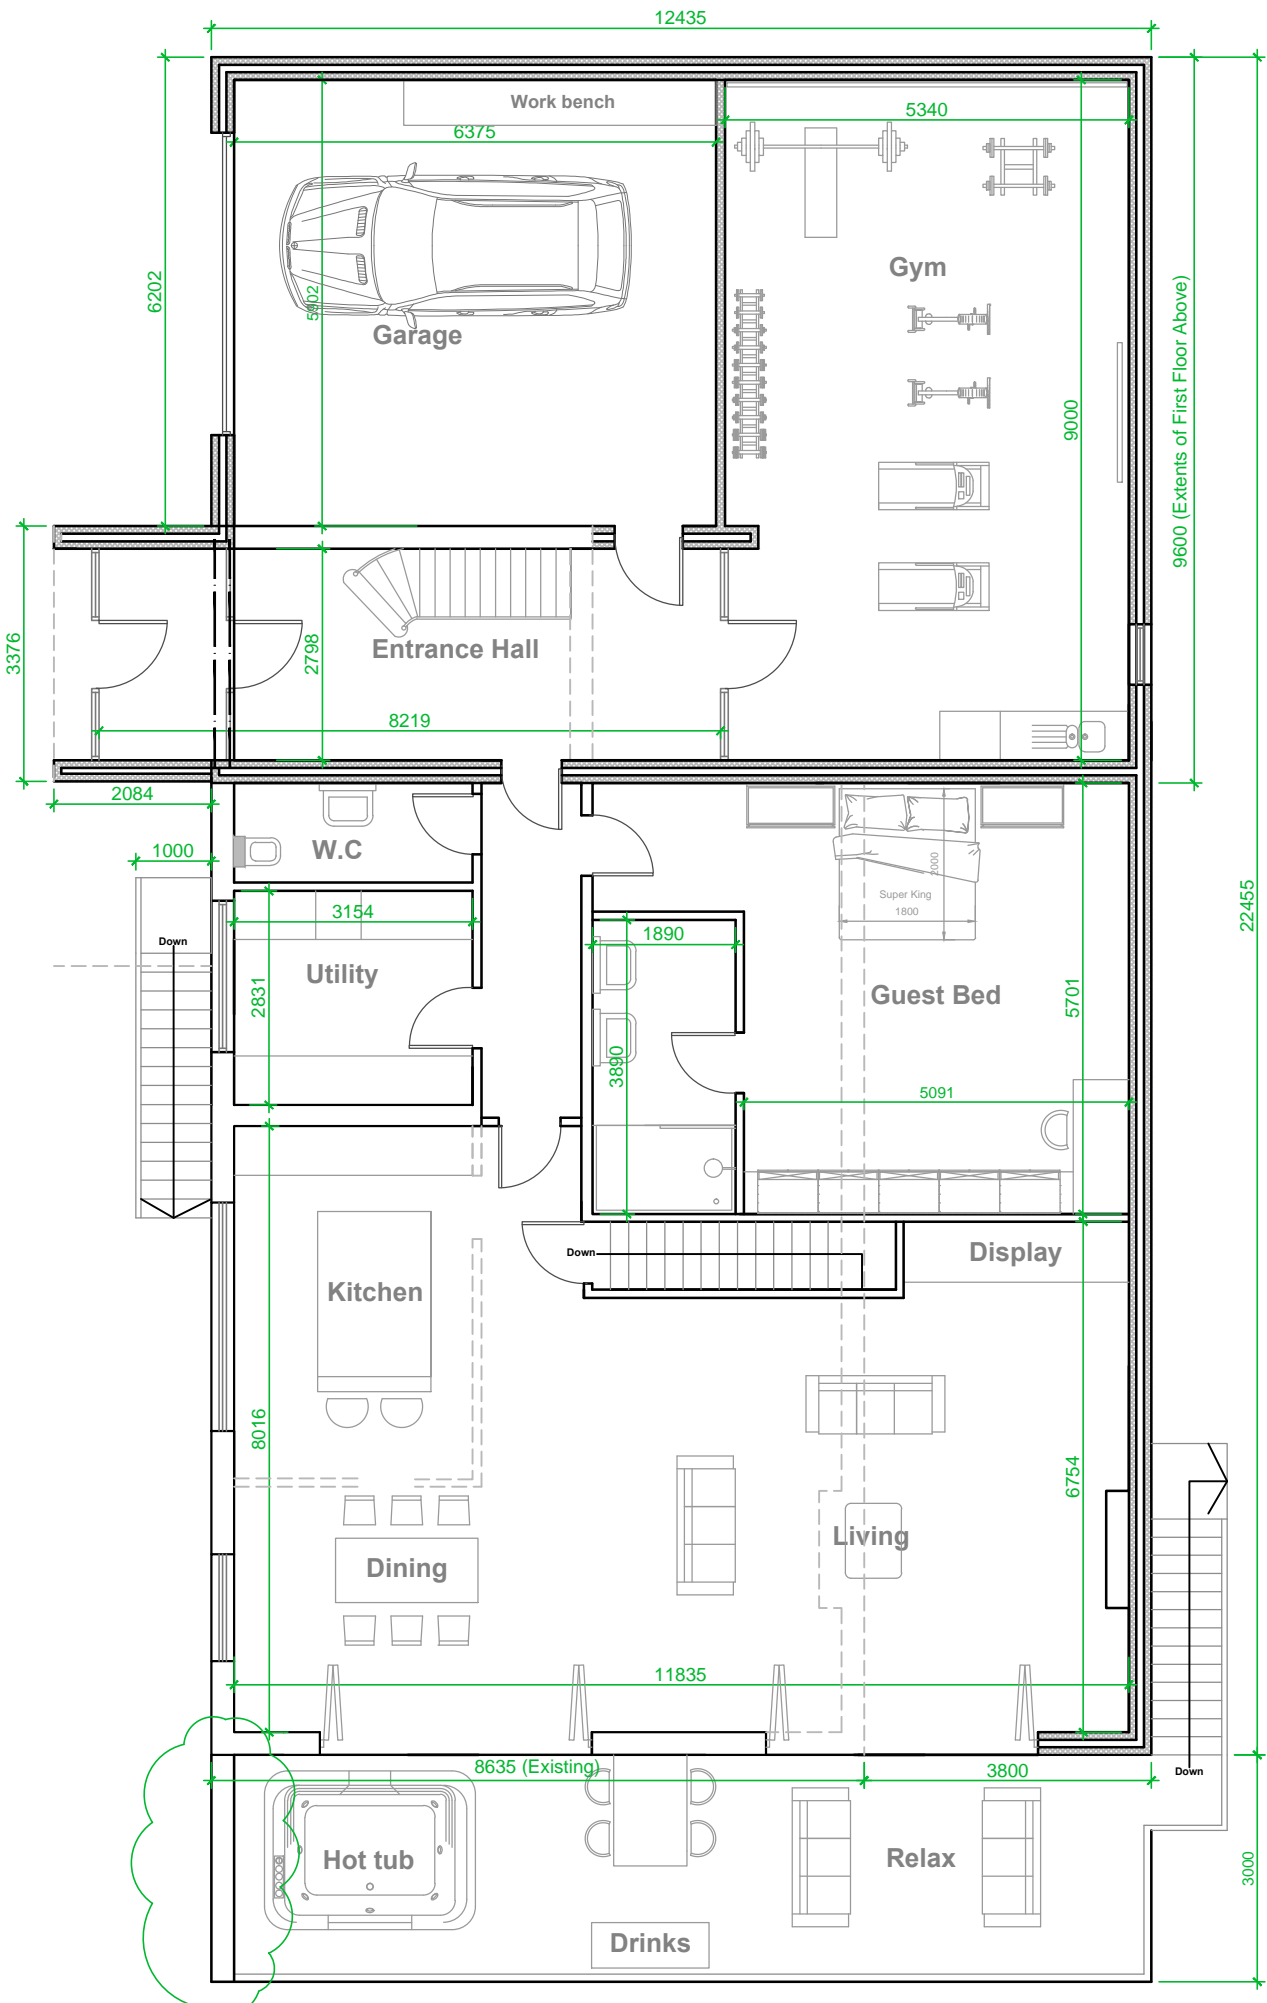 12435
Work bench
6375
5340
Gym
6202
5902
Garage
9600 (Extents of First Floor Above)
9000
3376
2798
Entrance Hall
8219
2084
1000
W.C
2000
Super King
1800
22455
3154
1890
Down
Utility
2831
Guest Bed
5701
3890
5091
Display
Down
Kitchen
8016
6754
Living
Dining
11835
8635 (Existing)
3800
Down
Hot tub
Relax
3000
Drinks